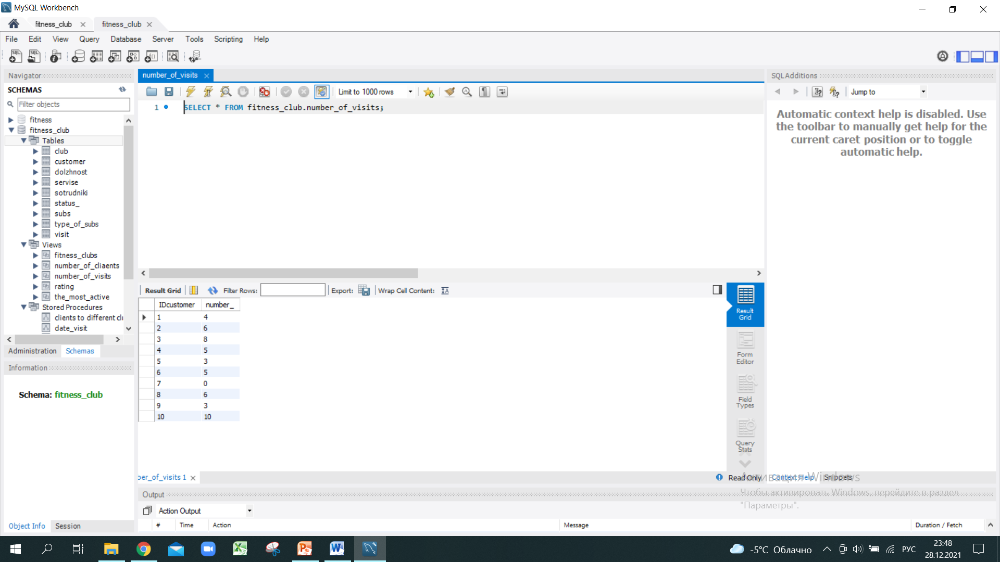 MySQL Workbench
fitness_club
fitness_club
File Edit View Query Database Server Tools Scripting Help
Navigator
SCHEMAS
Filter objects
fitness
fitness_club
Tables
club
customer
dolzhnost
servise
sotrudniki
status_
subs
type_of_subs
visit
Views
fitness_clubs
number_of_cliaents
number_of_visits
rating
the_most_active
Stored Procedures
clients to different clu
date_visit
Administration Schemas
Information
Schema: fitness_club
Object Info Session
number_of_visits
Limit to 1000 rows
1 SELECT * FROM fitness_club.number_of_visits;
Result Grid Filter Rows: Export: Wrap Cell Content:
IDcustomer number_
1 4
2 6
3 8
4 5
5 3
6 5
7 0
8 6
9 3
10 10
Result
Grid
Form
Editor
Field
Types
Query
Stats
ber_of_visits 1
Read Only
Output
Action Output
# Time Action Message Duration / Fetch
SQLAdditions
Jump to
Automatic context help is disabled. Use
the toolbar to manually get help for the
current caret position or to toggle
automatic help.
Context Help Snippets
Активация Windows
Чтобы активировать Windows, перейдите в раздел
"Параметры".
-5°C Облачно
РУС
23:48
28.12.2021